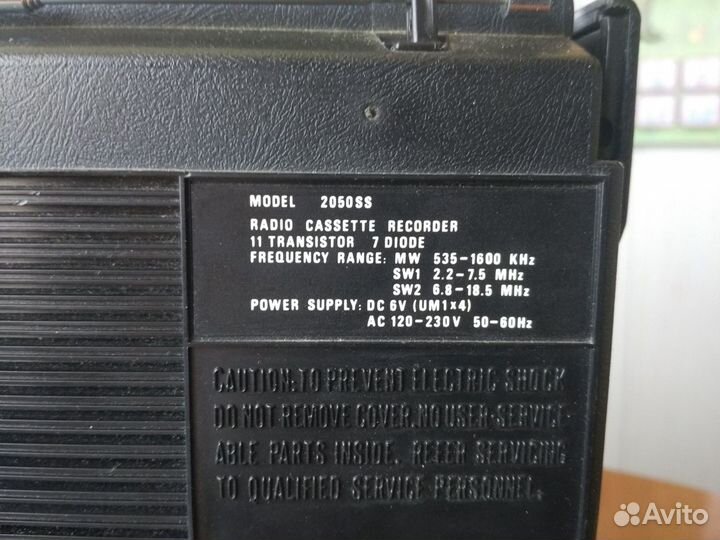 MODEL 2050SS
RADIO CASSETTE RECORDER
11 TRANSISTOR 7 DIODE
FREQUENCY RANGE: MW 535-1600 KHz
SW1 2.2-7.5 MHz
SW2 6.8-18.5 MHz
POWER SUPPLY: DC 6V (UM1x4)
AC 120-230V 50-60Hz
CAUTION: TO PREVENT ELECTRIC SHOCK
DO NOT REMOVE COVER. NO USER-SERVICE
ABLE PARTS INSIDE. REFER SERVICING
TO QUALIFIED SERVICE PERSONNEL.
Avito